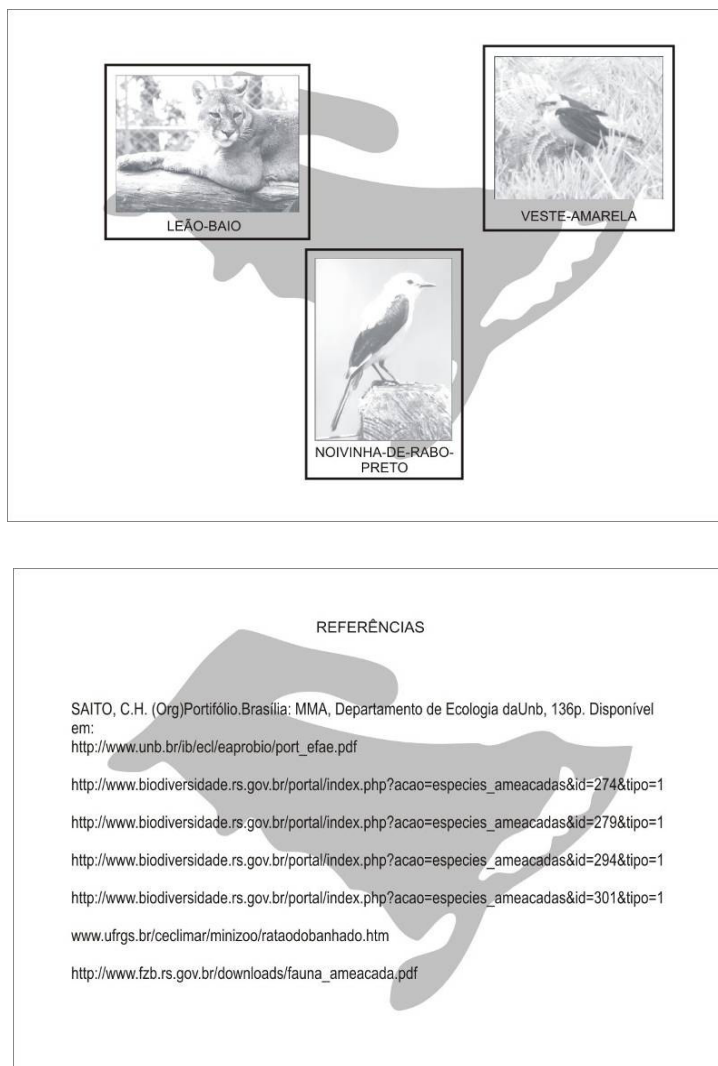 LEÃO-BAIO
VESTE-AMARELA
NOIVINHA-DE-RABO-
PRETO
REFERÊNCIAS
SAITO, C.H. (Org)Portifólio.Brasília: MMA, Departamento de Ecologia daUnb, 136p. Disponível
em:
http://www.unb.br/ib/ecl/eaprobio/port_efae.pdf
http://www.biodiversidade.rs.gov.br/portal/index.php?acao=especies_ameacadas&id=274&tipo=1
http://www.biodiversidade.rs.gov.br/portal/index.php?acao=especies_ameacadas&id=279&tipo=1
http://www.biodiversidade.rs.gov.br/portal/index.php?acao=especies_ameacadas&id=294&tipo=1
http://www.biodiversidade.rs.gov.br/portal/index.php?acao=especies_ameacadas&id=301&tipo=1
www.ufrgs.br/ceclimar/minizoo/rataodobanhado.htm
http://www.fzb.rs.gov.br/downloads/fauna_ameacada.pdf